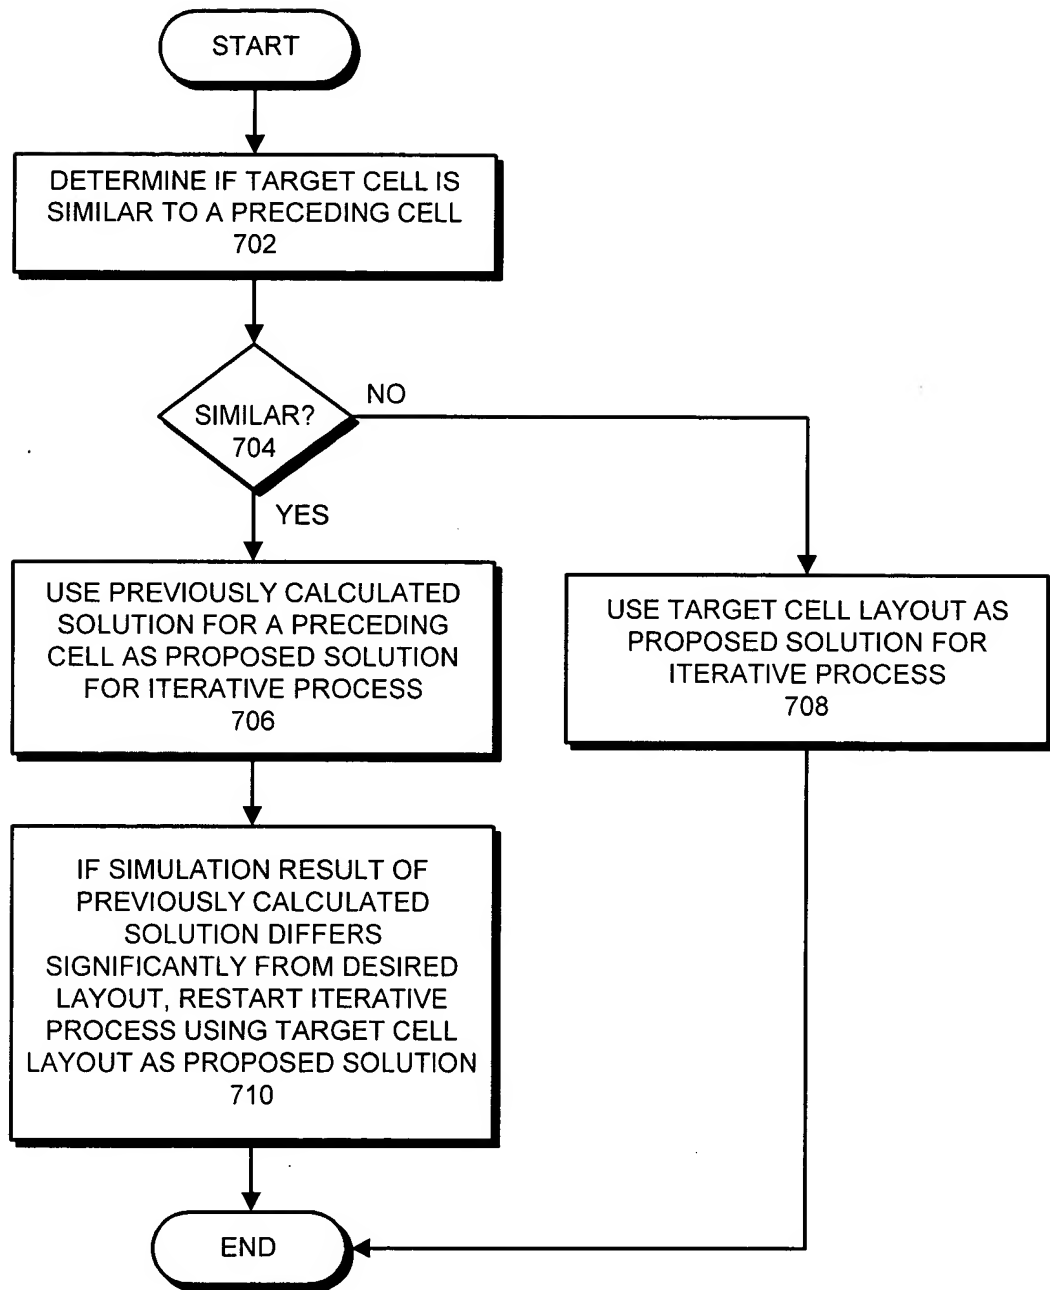 START
DETERMINE IF TARGET CELL IS
SIMILAR TO A PRECEDING CELL
702
SIMILAR?
704
NO
YES
USE PREVIOUSLY CALCULATED
SOLUTION FOR A PRECEDING
CELL AS PROPOSED SOLUTION
FOR ITERATIVE PROCESS
706
USE TARGET CELL LAYOUT AS
PROPOSED SOLUTION FOR
ITERATIVE PROCESS
708
IF SIMULATION RESULT OF
PREVIOUSLY CALCULATED
SOLUTION DIFFERS
SIGNIFICANTLY FROM DESIRED
LAYOUT, RESTART ITERATIVE
PROCESS USING TARGET CELL
LAYOUT AS PROPOSED SOLUTION
710
END